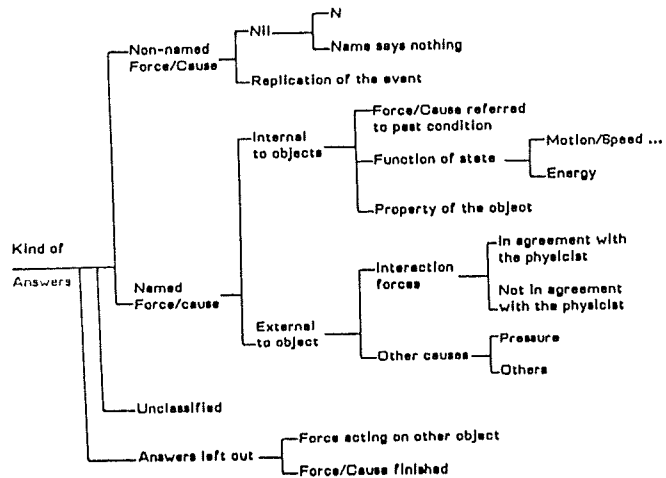 N
Nil
Name says nothing
Non-named
Force/Cause
Replication of the event
Force/Cause referred
to past condition
Internal
to objects
Function of state
Motion/Speed ...
Energy
Property of the object
Kind of
Answers
Named
Force/cause
Interaction
forces
In agreement with
the physicist
Not in agreement
with the physicist
External
to object
Other causes
Pressure
Others
Unclassified
Answers left out
Force acting on other object
Force/Cause finished